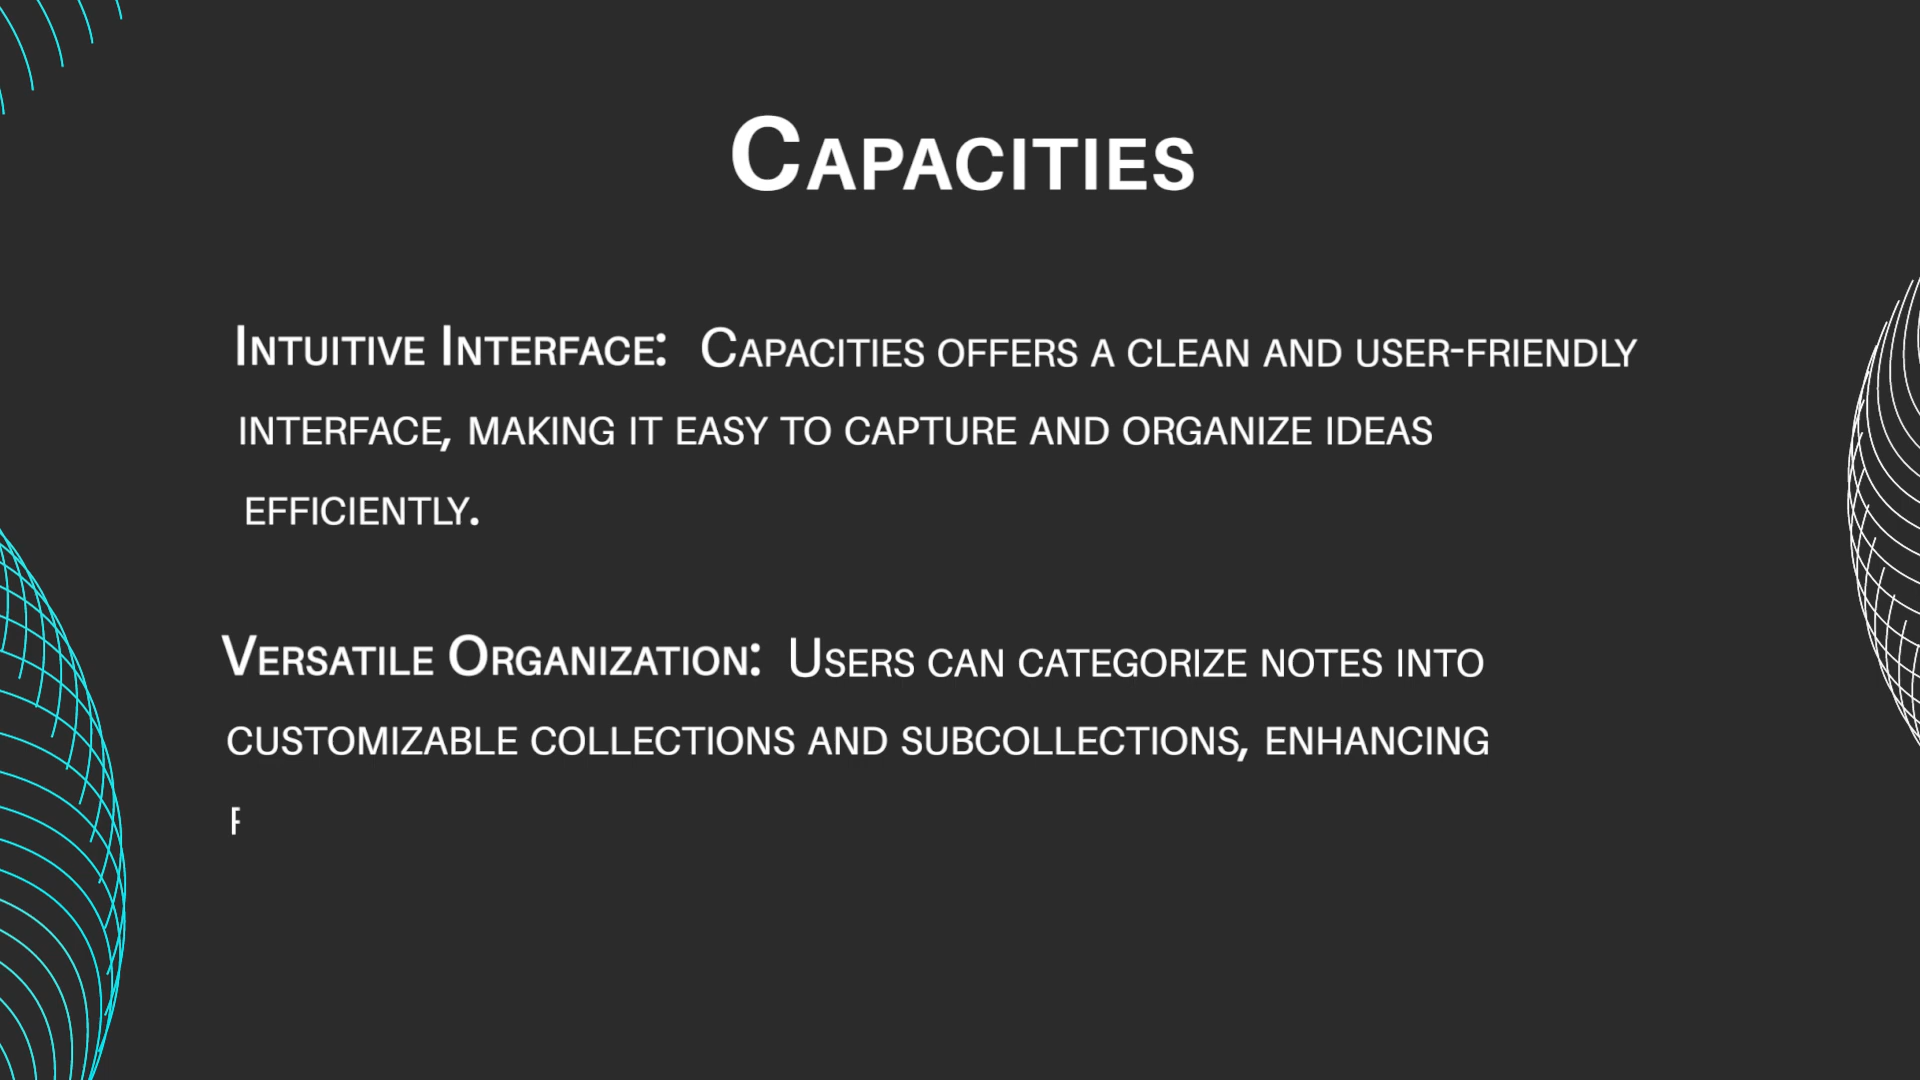 Capacities
Intuitive Interface: Capacities offers a clean and user-friendly
interface, making it easy to capture and organize ideas
efficiently.
Versatile Organization: Users can categorize notes into
customizable collections and subcollections, enhancing